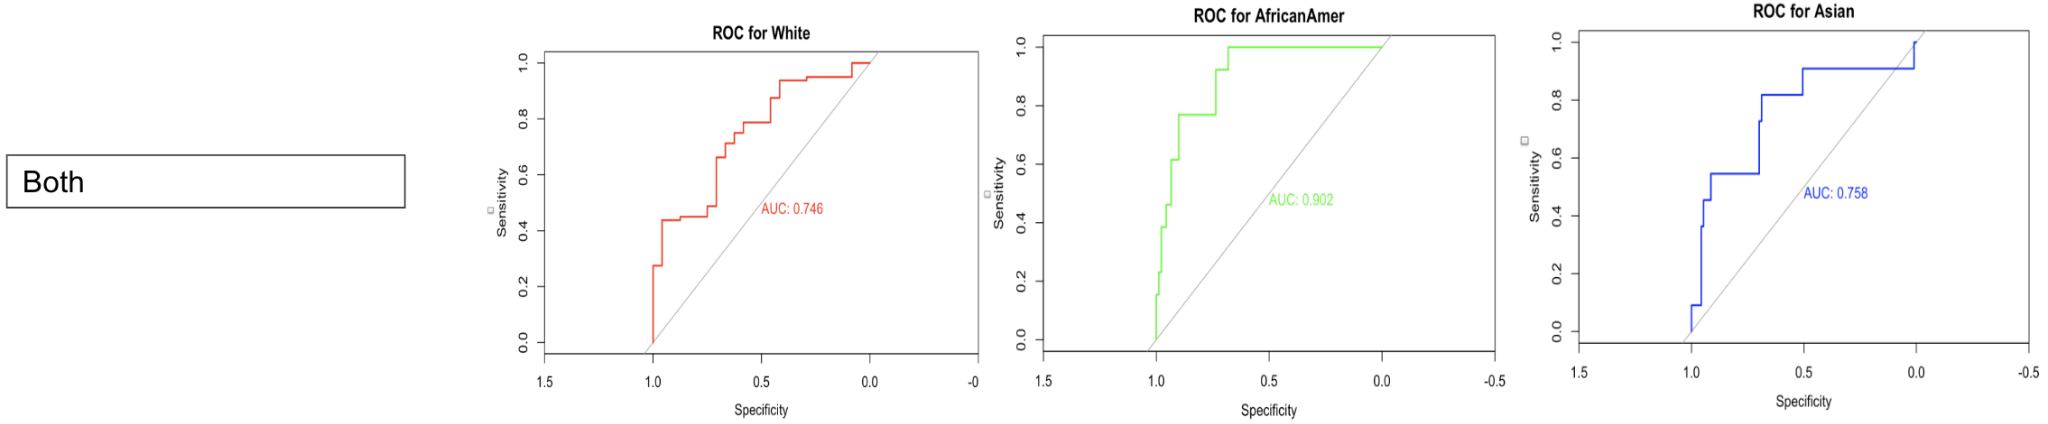 Both
ROC for White
1.0
0.8
0.6
0.4
0.2
0.0
Sensitivity
AUC: 0.746
1.5 1.0 0.5 0.0 -0
Specificity
ROC for AfricanAmer
1.0
0.8
0.6
0.4
0.2
0.0
Sensitivity
AUC: 0.902
1.5 1.0 0.5 0.0 -0.5
Specificity
ROC for Asian
1.0
0.8
0.6
0.4
0.2
0.0
Sensitivity
AUC: 0.758
1.5 1.0 0.5 0.0 -0.5
Specificity